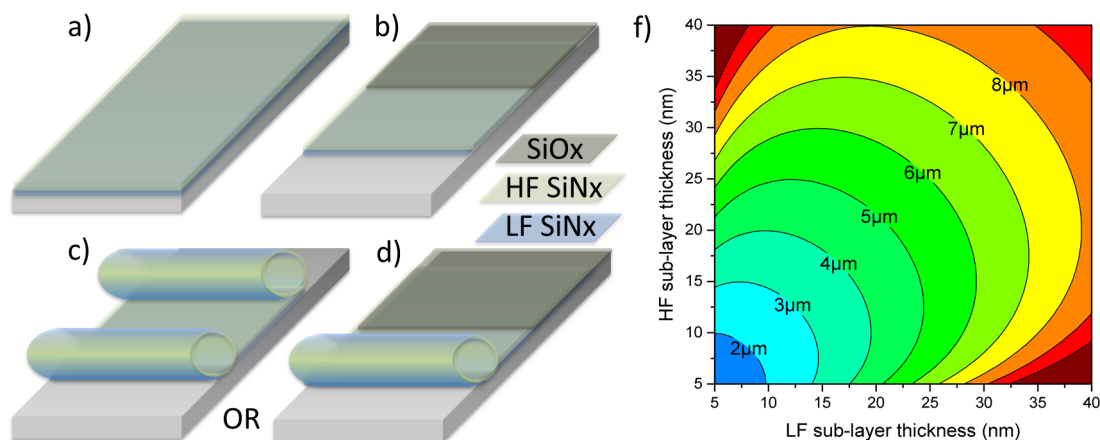 a)
b)
SiOx
HF SiNx
LF SiNx
c)
d)
OR
f)
HF sub-layer thickness (nm)
40
35
30
25
20
15
10
5
8µm
7µm
6µm
5µm
4µm
3µm
2µm
5 10 15 20 25 30 35 40
LF sub-layer thickness (nm)